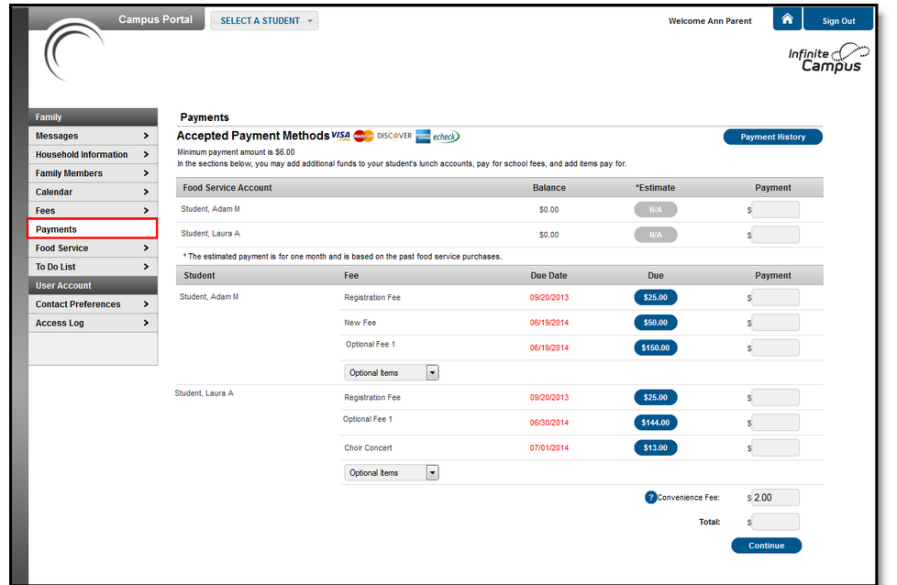 Campus Portal SELECT A STUDENT Welcome Ann Parent Sign Out
Infinite Campus
Family
Messages
Household Information
Family Members
Calendar
Fees
Payments
Food Service
To Do List
User Account
Contact Preferences
Access Log
Payments
Accepted Payment Methods VISA MasterCard DISCOVER echeck Payment History
Minimum payment amount is $6.00
In the sections below, you may add additional funds to your student's lunch accounts, pay for school fees, and add items pay for.
Food Service Account Balance *Estimate Payment
Student, Adam M $0.00 N/A $
Student, Laura A $0.00 N/A $
* The estimated payment is for one month and is based on the past food service purchases.
Student Fee Due Date Due Payment
Student, Adam M Registration Fee 09/20/2013 $25.00 $
New Fee 06/19/2014 $50.00 $
Optional Fee 1 06/19/2014 $150.00 $
Optional Items
Student, Laura A Registration Fee 09/20/2013 $25.00 $
Optional Fee 1 06/30/2014 $144.00 $
Choir Concert 07/01/2014 $13.00 $
Optional Items
? Convenience Fee: $ 2.00
Total: $
Continue